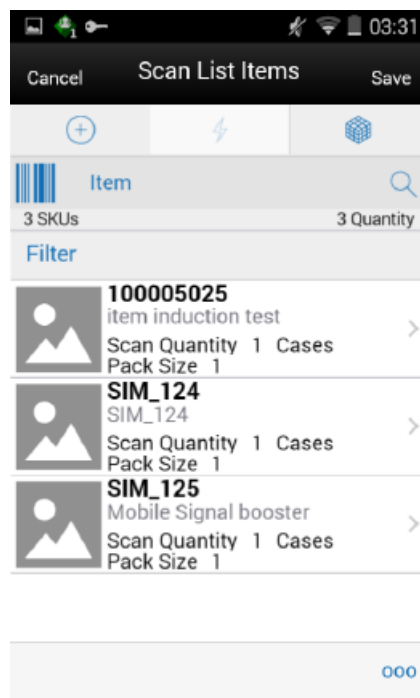 1 03:31
Cancel Scan List Items Save
Item
3 SKUs 3 Quantity
Filter
100005025
item induction test
Scan Quantity 1 Cases
Pack Size 1
SIM_124
SIM_124
Scan Quantity 1 Cases
Pack Size 1
SIM_125
Mobile Signal booster
Scan Quantity 1 Cases
Pack Size 1